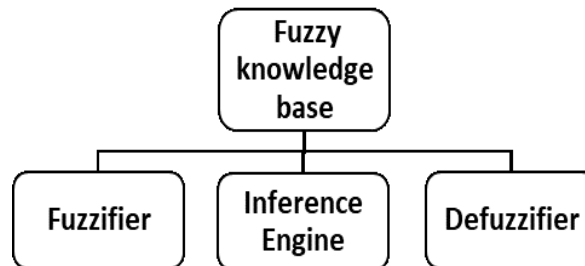 Fuzzy
knowledge
base
Fuzzifier
Inference
Engine
Defuzzifier